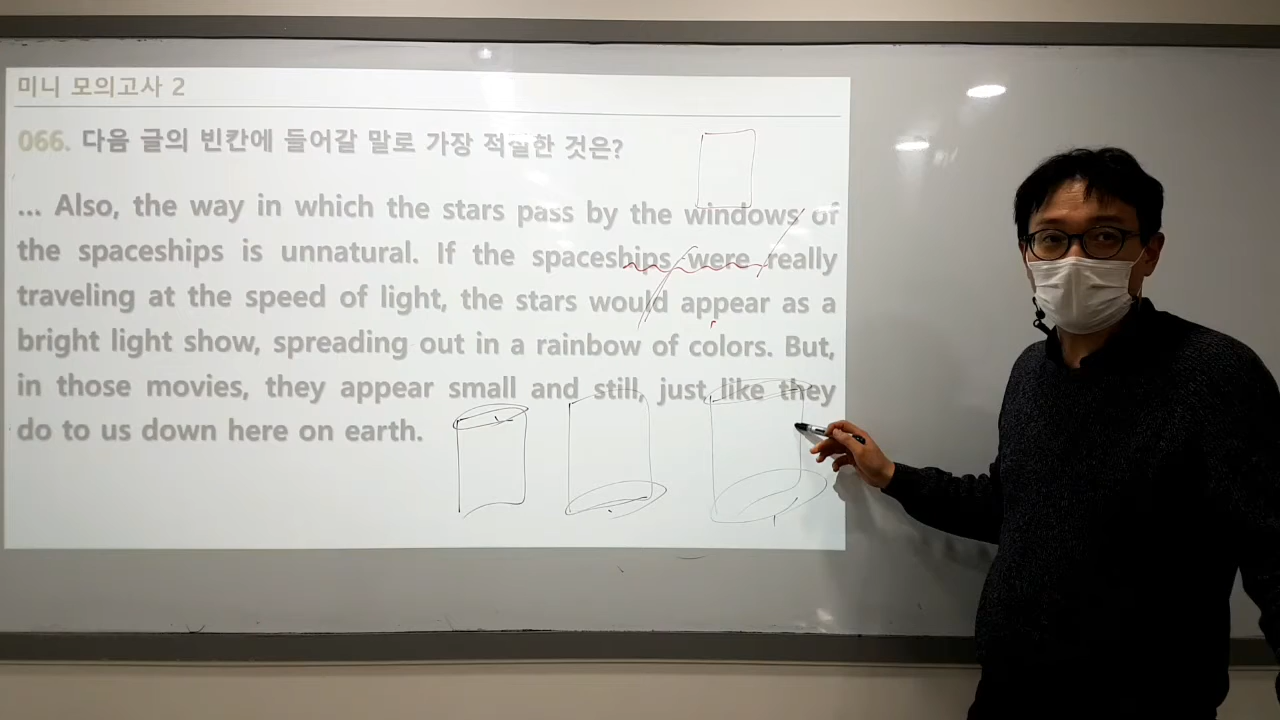 미니 모의고사 2
066. 다음 글의 빈칸에 들어갈 말로 가장 적절한 것은?
... Also, the way in which the stars pass by the windows of
the spaceships is unnatural. If the spaceships were really
traveling at the speed of light, the stars would appear as a
bright light show, spreading out in a rainbow of colors. But,
in those movies, they appear small and still, just like they
do to us down here on earth.